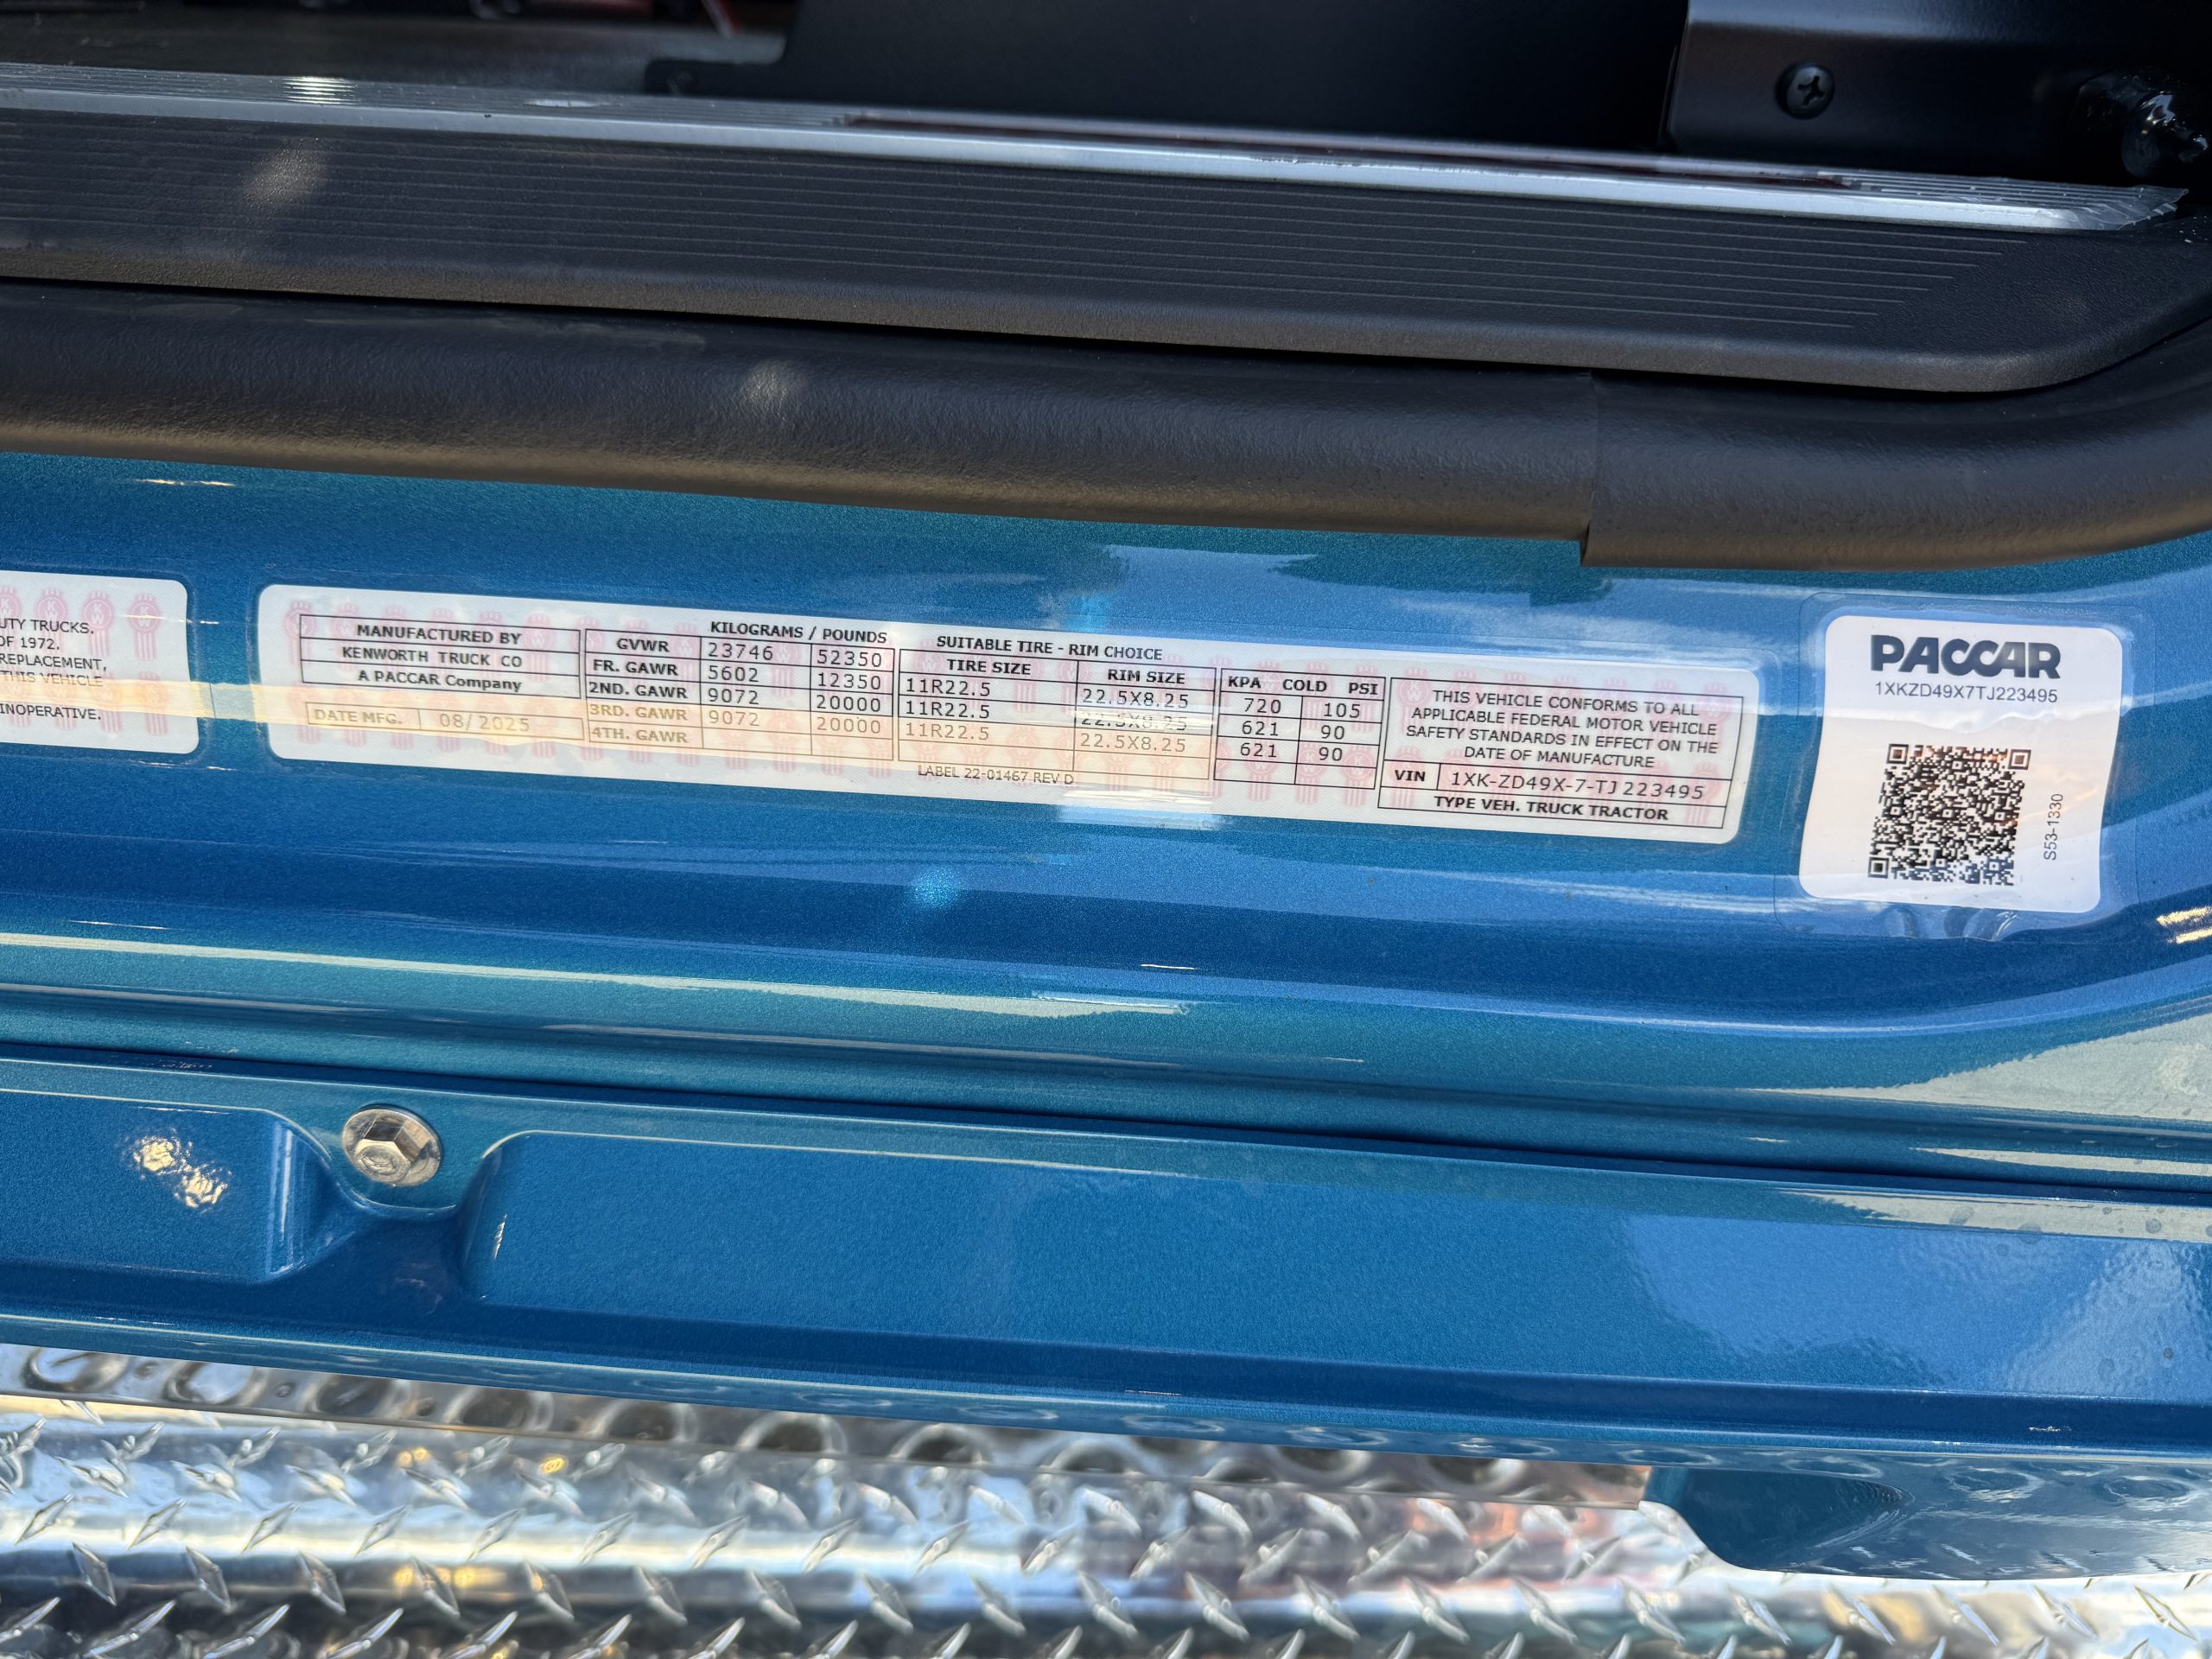 UTY TRUCKS.
OF 1972.
REPLACEMENT,
THIS VEHICLE
INOPERATIVE.
MANUFACTURED BY
KENWORTH TRUCK CO
A PACCAR Company
DATE MFG. 08/2025
KILOGRAMS / POUNDS
GVWR 23746 52350
FR. GAWR 5602 12350
2ND. GAWR 9072 20000
3RD. GAWR 9072 20000
4TH. GAWR
SUITABLE TIRE - RIM CHOICE
TIRE SIZE RIM SIZE
11R22.5 22.5X8.25
11R22.5 22.5X8.25
11R22.5 22.5X8.25
LABEL 22-01467 REV D
KPA COLD PSI
720 105
621 90
621 90
THIS VEHICLE CONFORMS TO ALL
APPLICABLE FEDERAL MOTOR VEHICLE
SAFETY STANDARDS IN EFFECT ON THE
DATE OF MANUFACTURE
VIN 1XK-ZD49X-7-TJ223495
TYPE VEH. TRUCK TRACTOR
PACCAR
1XKZD49X7TJ223495
S53-1330